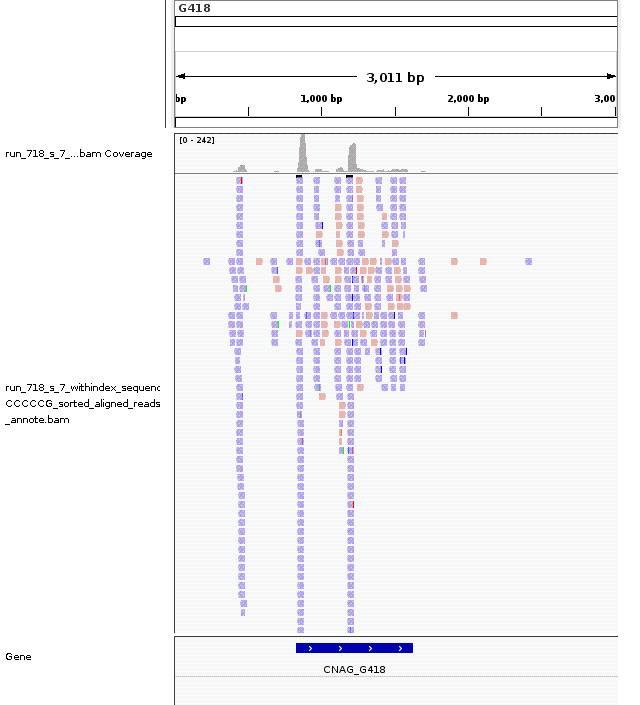 G418
3,011 bp
bp
1,000 bp
2,000 bp
3,00
run_718_s_7_...bam Coverage
[0 - 242]
run_718_s_7_withindex_sequenc
CCCCCG_sorted_aligned_reads
_annote.bam
Gene
CNAG_G418